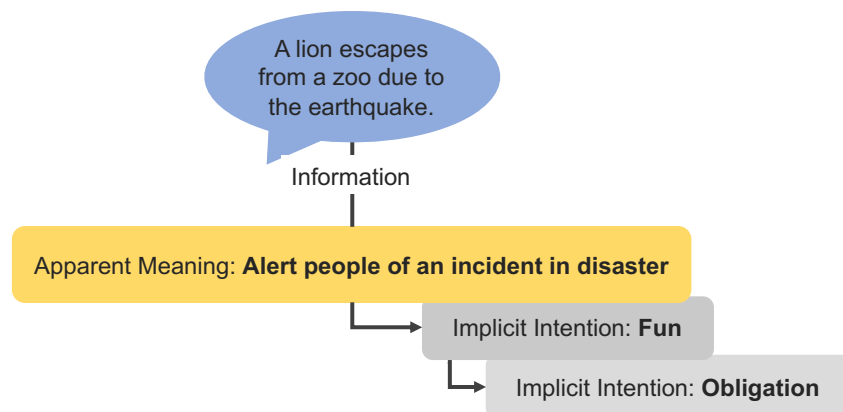 A lion escapes
from a zoo due to
the earthquake.
Information
Apparent Meaning: Alert people of an incident in disaster
Implicit Intention: Fun
Implicit Intention: Obligation